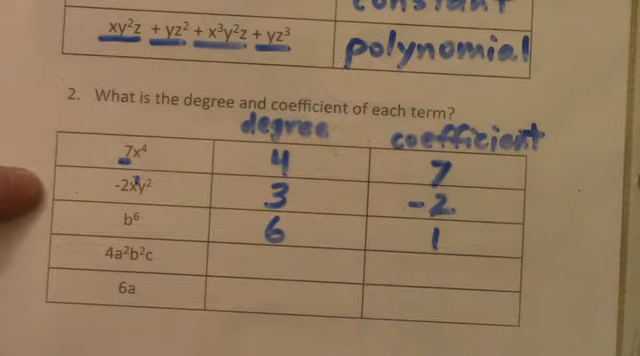 constant
xy²z + yz² + x³y²z + yz³ polynomial
2. What is the degree and coefficient of each term?
degree coefficient
7x⁴ 4 7
-2xy² 3 -2
b⁶ 6 1
4a²b²c
6a